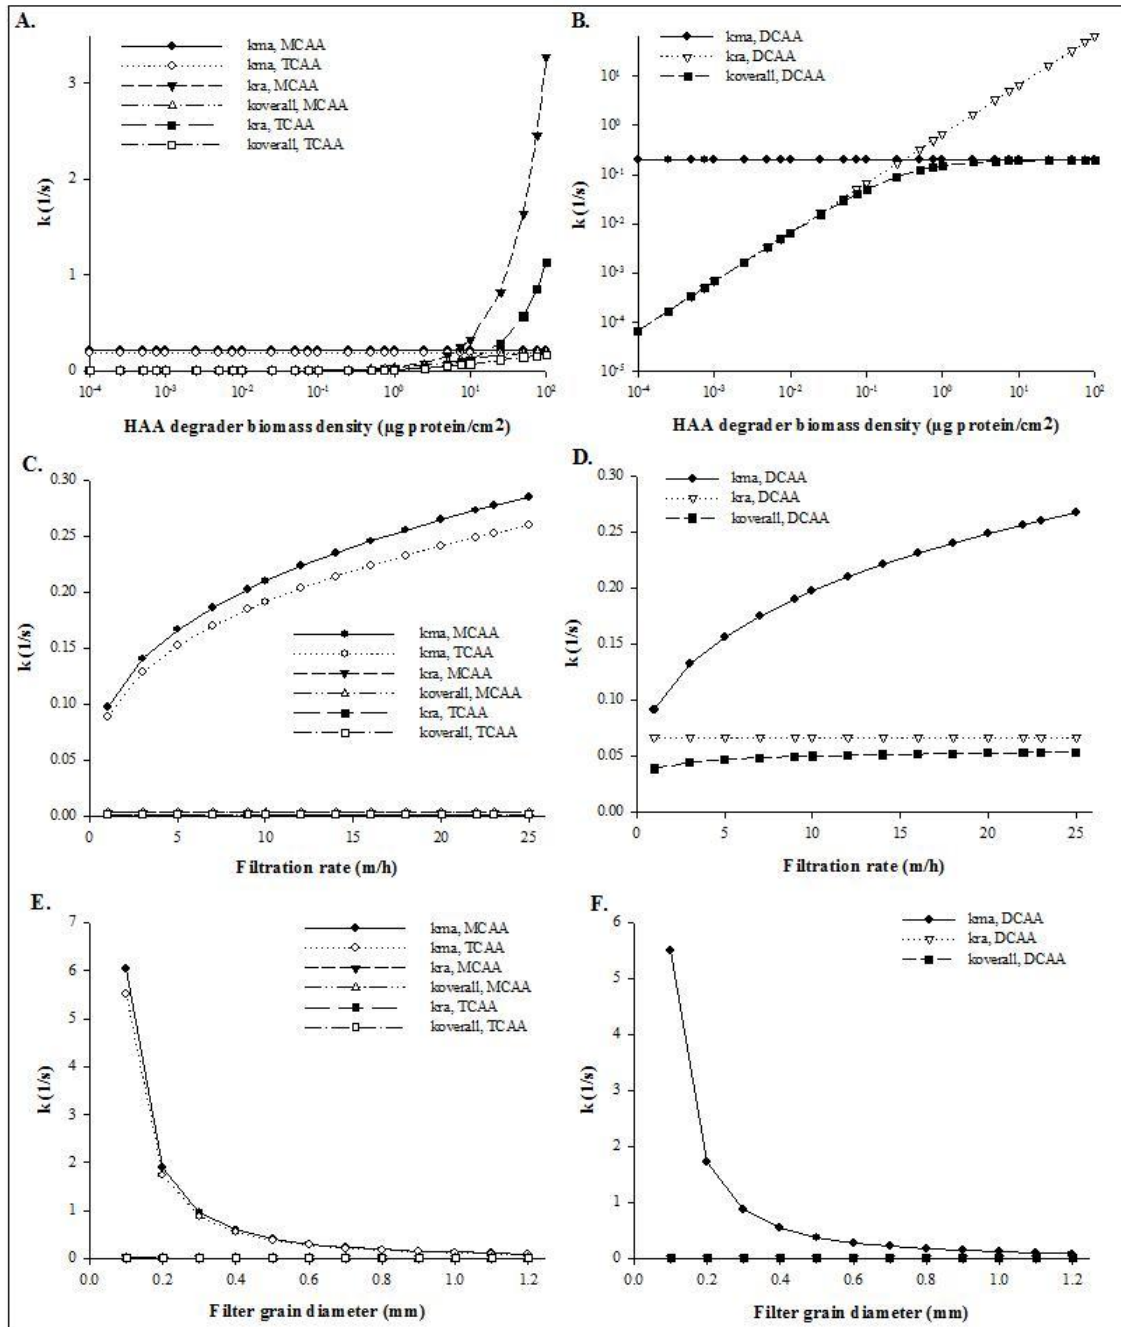 A.
kma, MCAA
kma, TCAA
kra, MCAA
koverall, MCAA
kra, TCAA
koverall, TCAA
k (1/s)
3
2
1
0
10⁻⁴ 10⁻³ 10⁻² 10⁻¹ 10⁰ 10¹ 10²
HAA degrader biomass density (µg protein/cm2)
B.
kma, DCAA
kra, DCAA
koverall, DCAA
k (1/s)
10¹
10⁰
10⁻¹
10⁻²
10⁻³
10⁻⁴
10⁻⁵
10⁻⁴ 10⁻³ 10⁻² 10⁻¹ 10⁰ 10¹ 10²
HAA degrader biomass density (µg protein/cm2)
C.
0.30
0.25
0.20
0.15
0.10
0.05
0.00
k (1/s)
kma, MCAA
kma, TCAA
kra, MCAA
koverall, MCAA
kra, TCAA
koverall, TCAA
0 5 10 15 20 25
Filtration rate (m/h)
D.
kma, DCAA
kra, DCAA
koverall, DCAA
0.30
0.25
0.20
0.15
0.10
0.05
0.00
k (1/s)
0 5 10 15 20 25
Filtration rate (m/h)
E.
kma, MCAA
kma, TCAA
kra, MCAA
koverall, MCAA
kra, TCAA
koverall, TCAA
7
6
5
4
3
2
1
0
k (1/s)
0.0 0.2 0.4 0.6 0.8 1.0 1.2
Filter grain diameter (mm)
F.
kma, DCAA
kra, DCAA
koverall, DCAA
6
5
4
3
2
1
0
k (1/s)
0.0 0.2 0.4 0.6 0.8 1.0 1.2
Filter grain diameter (mm)